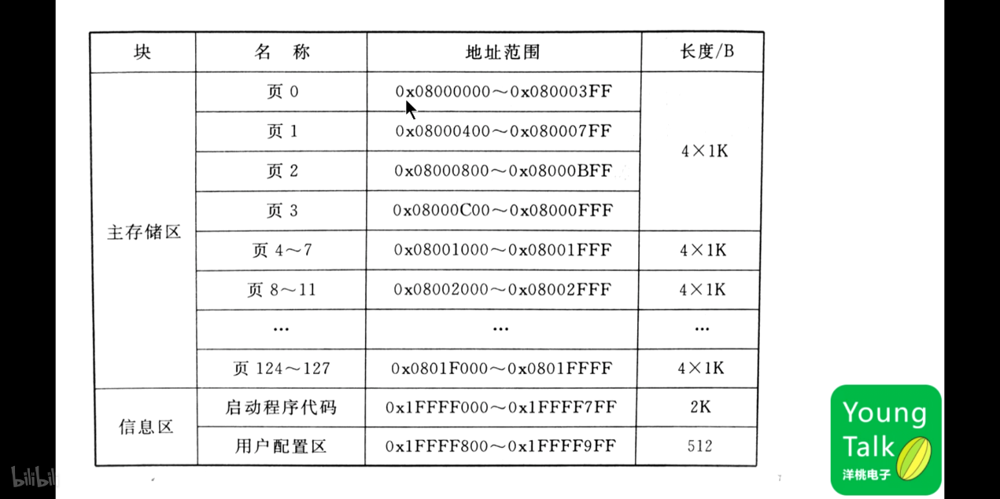 块 名 称 地址范围 长度/B
主存储区 页 0 0x08000000～0x080003FF 4×1K
页 1 0x08000400～0x080007FF
页 2 0x08000800～0x08000BFF
页 3 0x08000C00～0x08000FFF
页 4～7 0x08001000～0x08001FFF 4×1K
页 8～11 0x08002000～0x08002FFF 4×1K
… … …
页 124～127 0x0801F000～0x0801FFFF 4×1K
信息区 启动程序代码 0x1FFFF000～0x1FFFF7FF 2K
用户配置区 0x1FFFF800～0x1FFFF9FF 512
Young
Talk
洋桃电子
bilibili